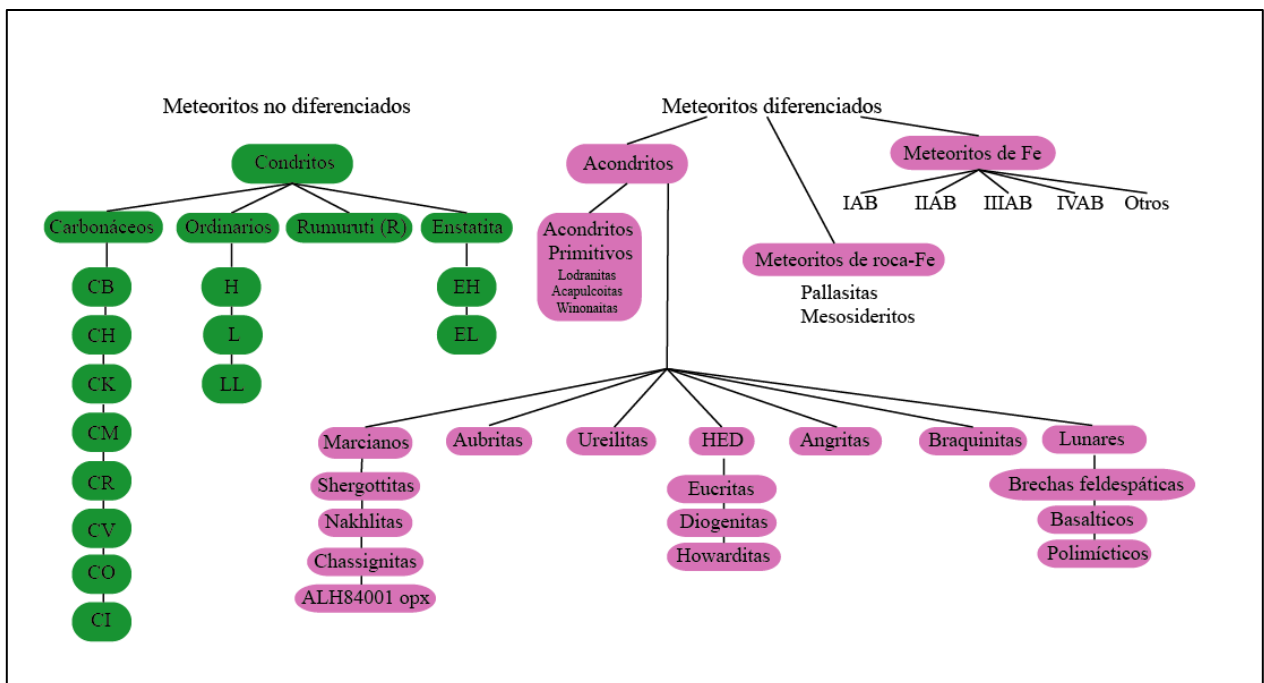 Meteoritos no diferenciados
Condritos
Carbonáceos
CB
CH
CK
CM
CR
CV
CO
CI
Ordinarios
H
L
LL
Rumuruti (R)
Enstatita
EH
EL
Meteoritos diferenciados
Acondritos
Acondritos
Primitivos
Lodranitas
Acapulcoitas
Winonaitas
Meteoritos de roca-Fe
Pallasitas
Mesosideritos
Meteoritos de Fe
IAB
IIAB
IIIAB
IVAB
Otros
Marcianos
Shergottitas
Nakhlitas
Chassignitas
ALH84001 opx
Aubritas
Ureilitas
HED
Eucritas
Diogenitas
Howarditas
Angritas
Braquinitas
Lunares
Brechas feldespáticas
Basalticos
Polimícticos